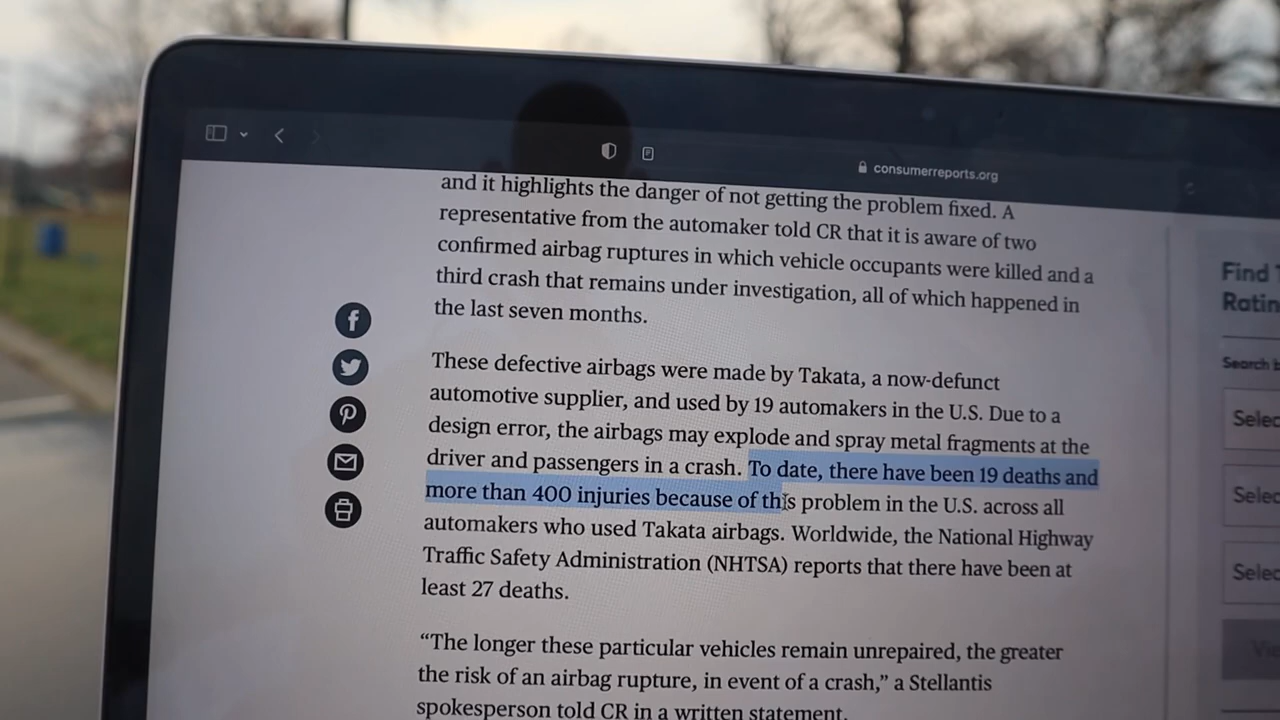 consumerreports.org
and it highlights the danger of not getting the problem fixed. A
representative from the automaker told CR that it is aware of two
confirmed airbag ruptures in which vehicle occupants were killed and a
third crash that remains under investigation, all of which happened in
the last seven months.
These defective airbags were made by Takata, a now-defunct
automotive supplier, and used by 19 automakers in the U.S. Due to a
design error, the airbags may explode and spray metal fragments at the
driver and passengers in a crash. To date, there have been 19 deaths and
more than 400 injuries because of this problem in the U.S. across all
automakers who used Takata airbags. Worldwide, the National Highway
Traffic Safety Administration (NHTSA) reports that there have been at
least 27 deaths.
“The longer these particular vehicles remain unrepaired, the greater
the risk of an airbag rupture, in event of a crash,” a Stellantis
spokesperson told CR in a written statement.
Find
Ratin
Search b
Selec
Selec
Selec